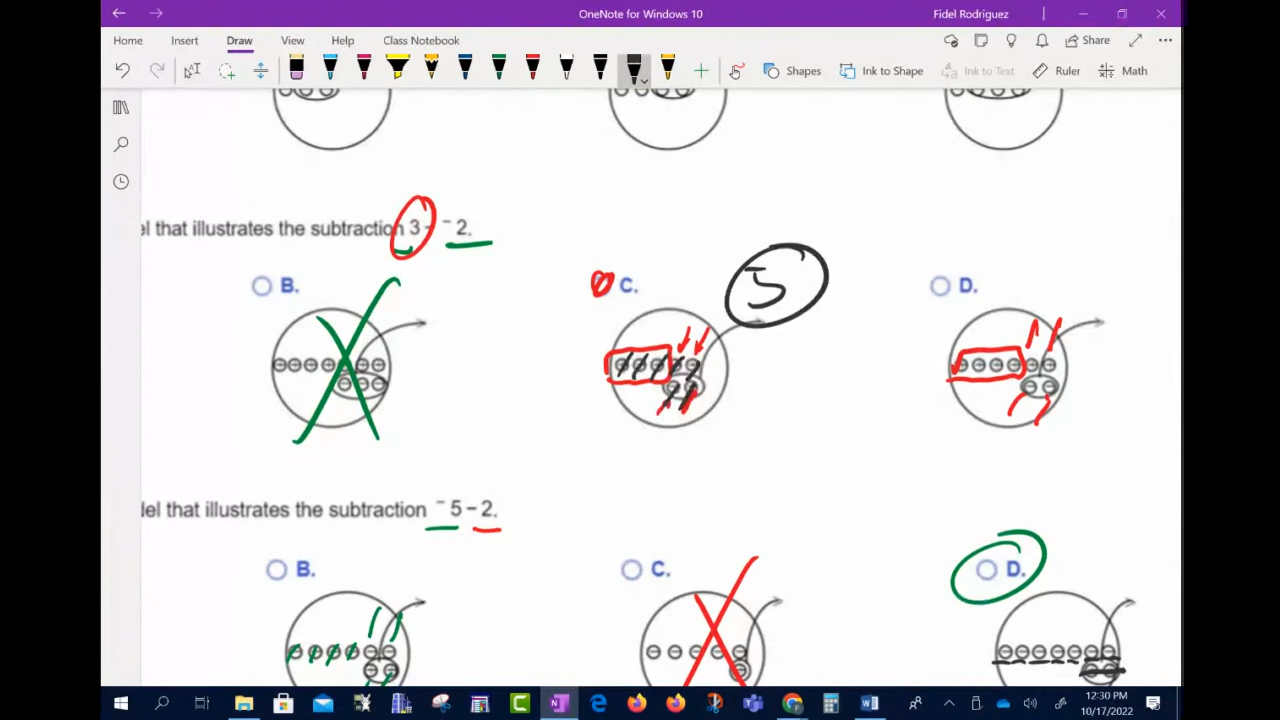 OneNote for Windows 10
Fidel Rodriguez
Home Insert Draw View Help Class Notebook
Share
Shapes
Ink to Shape
Ink to Text
Ruler
Math
el that illustrates the subtraction 3 - ⁻2.
B.
C.
5
D.
del that illustrates the subtraction ⁻5 - 2.
B.
C.
D.
12:30 PM
10/17/2022